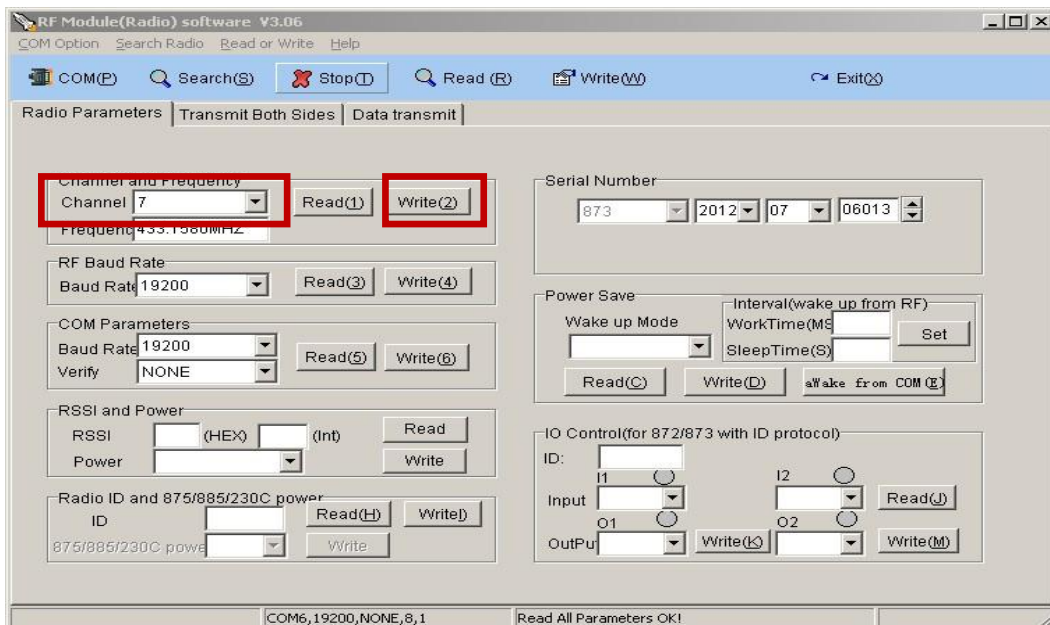 RF Module(Radio) software V3.06
COM Option Search Radio Read or Write Help
COM(P) Search(S) Stop(T) Read (R) Write(W) Exit(X)
Radio Parameters Transmit Both Sides Data transmit
Channel and Frequency
Channel 7 Read(1) Write(2)
Frequenc 433.1580MHZ
RF Baud Rate
Baud Rate 19200 Read(3) Write(4)
COM Parameters
Baud Rate 19200
Verify NONE
Read(5) Write(6)
RSSI and Power
RSSI (HEX) (Int) Read
Power Write
Radio ID and 875/885/230C power
ID Read(H) WriteI)
875/885/230C powe Write
Serial Number
873 2012 07 06013
Power Save
Wake up Mode
Interval(wake up from RF)
WorkTime(MS
SleepTime(S)
Set
Read(C) Write(D) aWake from COM(E)
IO Control(for 872/873 with ID protocol)
ID:
I1 I2
Input Read(J)
O1 O2
OutPut Write(K) Write(M)
COM6,19200,NONE,8,1 Read All Parameters OK!